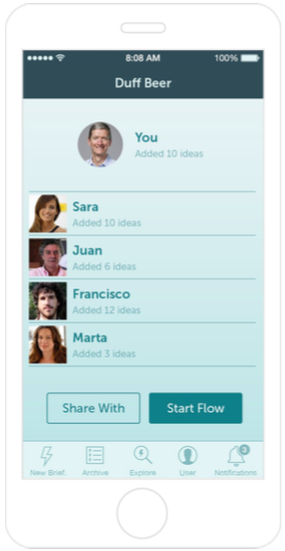 8:08 AM
100%
Duff Beer
You
Added 10 ideas
Sara
Added 10 ideas
Juan
Added 6 ideas
Francisco
Added 12 ideas
Marta
Added 3 ideas
Share With
Start Flow
3
New Brief.
Archive
Explore
User
Notifications